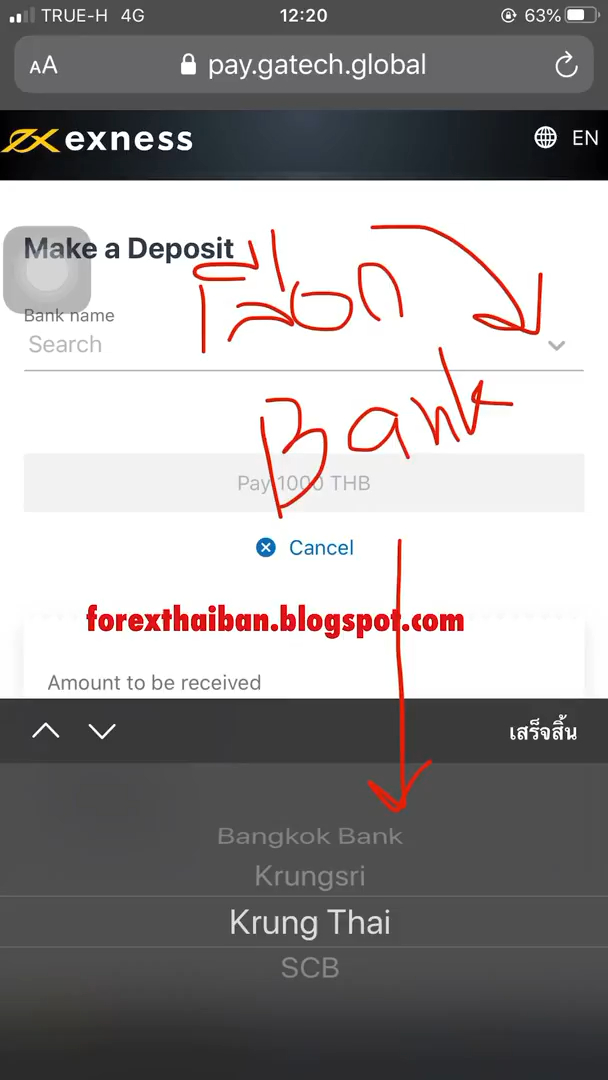 TRUE-H 4G 12:20 63%
AA pay.gatech.global
exness EN
Make a Deposit
Bank name
Search
เลือก
Bank
Pay 1000 THB
Cancel
forexthaiban.blogspot.com
Amount to be received
เสร็จสิ้น
Bangkok Bank
Krungsri
Krung Thai
SCB